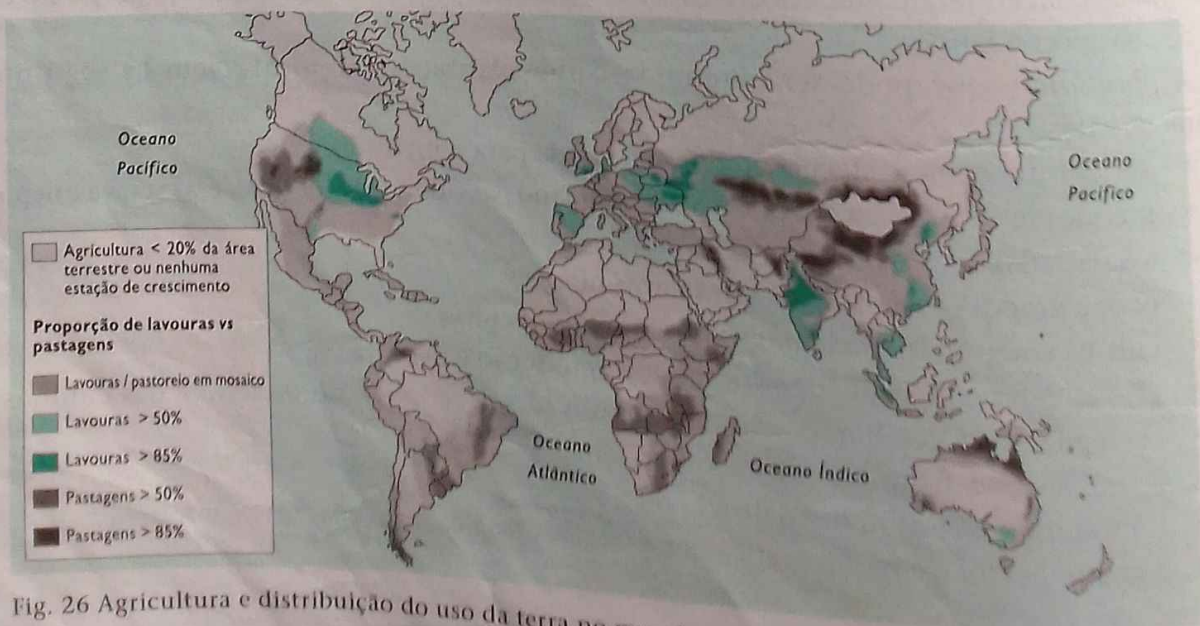 Oceano
Pacífico
Oceano
Pacífico
Agricultura < 20% da área
terrestre ou nenhuma
estação de crescimento
Proporção de lavouras vs
pastagens
Lavouras / pastoreio em mosaico
Lavouras > 50%
Lavouras > 85%
Pastagens > 50%
Pastagens > 85%
Oceano
Atlântico
Oceano Índico
Fig. 26 Agricultura e distribuição do uso da terra